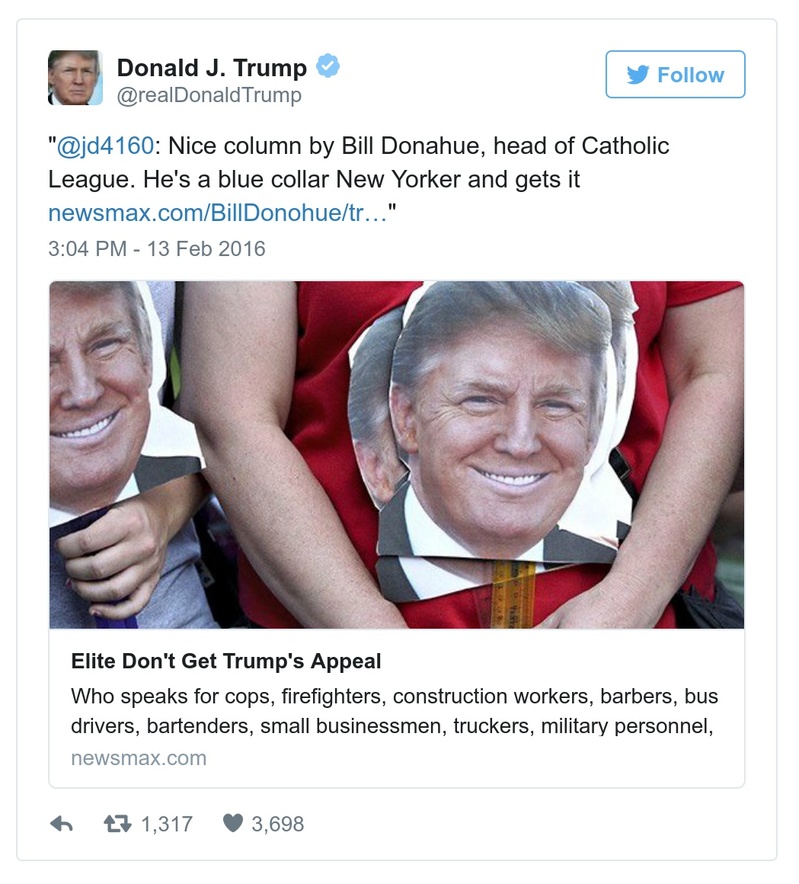 Donald J. Trump
@realDonaldTrump
Follow
"@jd4160: Nice column by Bill Donahue, head of Catholic
League. He's a blue collar New Yorker and gets it
newsmax.com/BillDonohue/tr…"
3:04 PM - 13 Feb 2016
Elite Don't Get Trump's Appeal
Who speaks for cops, firefighters, construction workers, barbers, bus
drivers, bartenders, small businessmen, truckers, military personnel,
newsmax.com
1,317 3,698